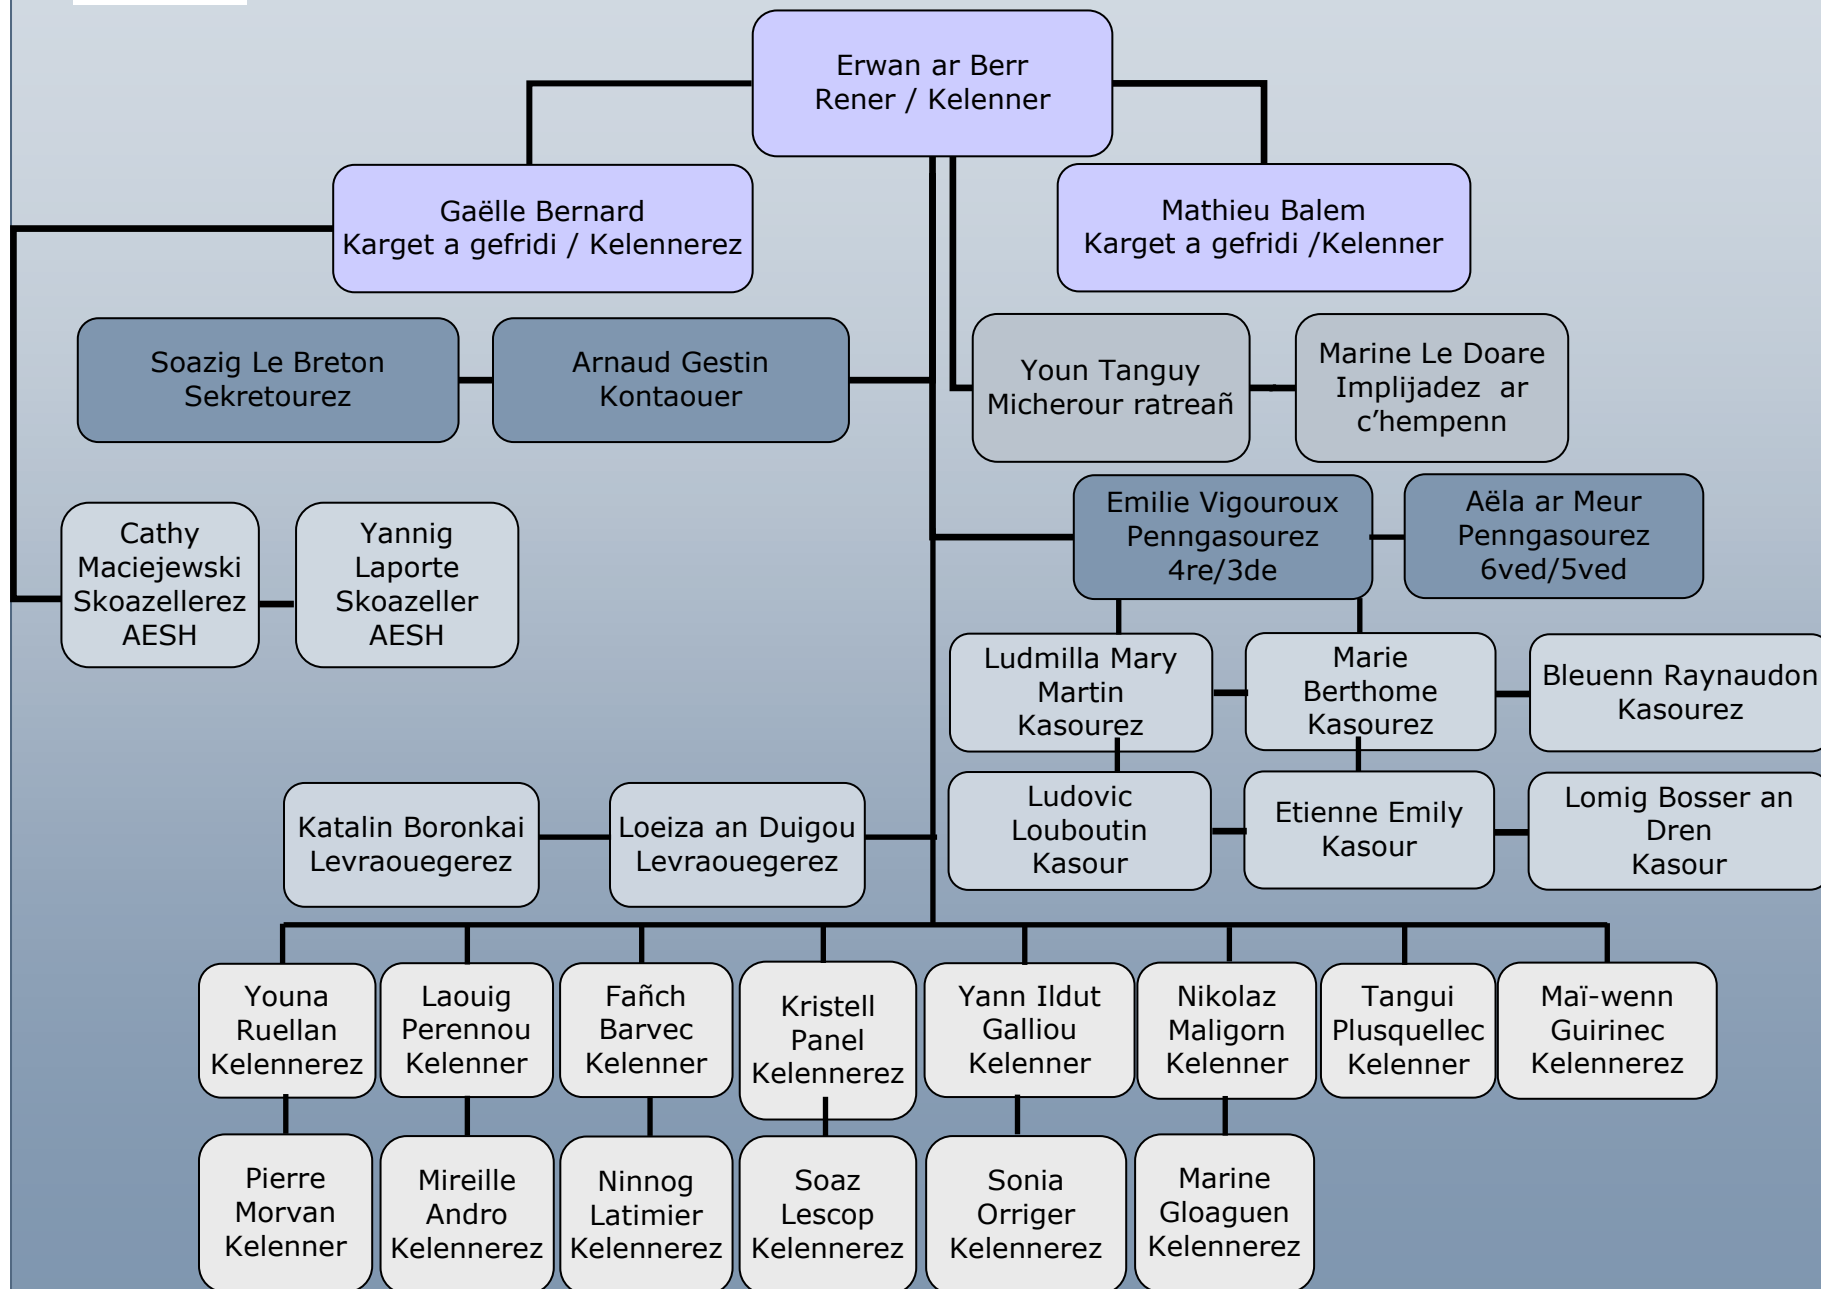 Erwan ar Berr
Rener / Kelenner
Gaëlle Bernard
Karget a gefridi / Kelennerez
Mathieu Balem
Karget a gefridi /Kelenner
Soazig Le Breton
Sekretourez
Arnaud Gestin
Kontaouer
Youn Tanguy
Micherour ratreañ
Marine Le Doare
Implijadez ar
c’hempenn
Cathy
Maciejewski
Skoazellerez
AESH
Yannig
Laporte
Skoazeller
AESH
Emilie Vigouroux
Penngasourez
4re/3de
Aëla ar Meur
Penngasourez
6ved/5ved
Ludmilla Mary
Martin
Kasourez
Marie
Berthome
Kasourez
Bleuenn Raynaudon
Kasourez
Katalin Boronkai
Levraouegerez
Loeiza an Duigou
Levraouegerez
Ludovic
Louboutin
Kasour
Etienne Emily
Kasour
Lomig Bosser an
Dren
Kasour
Youna
Ruellan
Kelennerez
Laouig
Perennou
Kelenner
Fañch
Barvec
Kelenner
Kristell
Panel
Kelennerez
Yann Ildut
Galliou
Kelenner
Nikolaz
Maligorn
Kelenner
Tangui
Plusquellec
Kelenner
Maï-wenn
Guirinec
Kelennerez
Pierre
Morvan
Kelenner
Mireille
Andro
Kelennerez
Ninnog
Latimier
Kelennerez
Soaz
Lescop
Kelennerez
Sonia
Orriger
Kelennerez
Marine
Gloaguen
Kelennerez